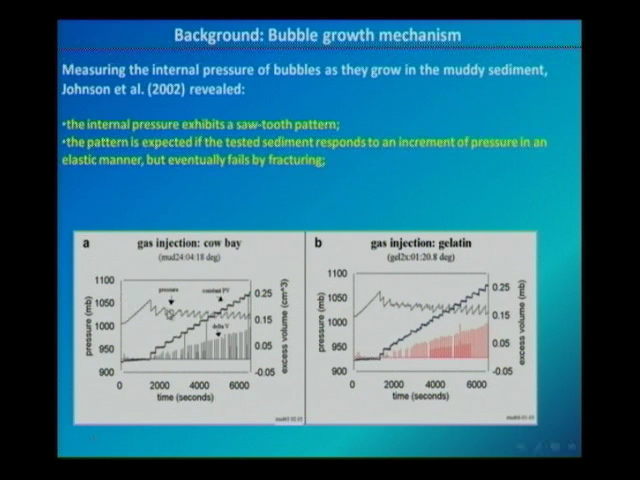 Background: Bubble growth mechanism
Measuring the internal pressure of bubbles as they grow in the muddy sediment,
Johnson et al. (2002) revealed:
•the internal pressure exhibits a saw-tooth pattern;
•the pattern is expected if the tested sediment responds to an increment of pressure in an
elastic manner, but eventually fails by fracturing;
a gas injection: cow bay
(mud24:04:18 deg)
pressure (mb)
1100
1050
1000
950
900
pressure
constant PV
delta V
0.25
0.15
0.05
-0.05
excess volume (cm^3)
0 2000 4000 6000
time (seconds)
b gas injection: gelatin
(gel2x:01:20.8 deg)
pressure (mb)
1100
1050
1000
950
900
0.25
0.15
0.05
-0.05
excess volume (mb)
0 2000 4000 6000
time (seconds)